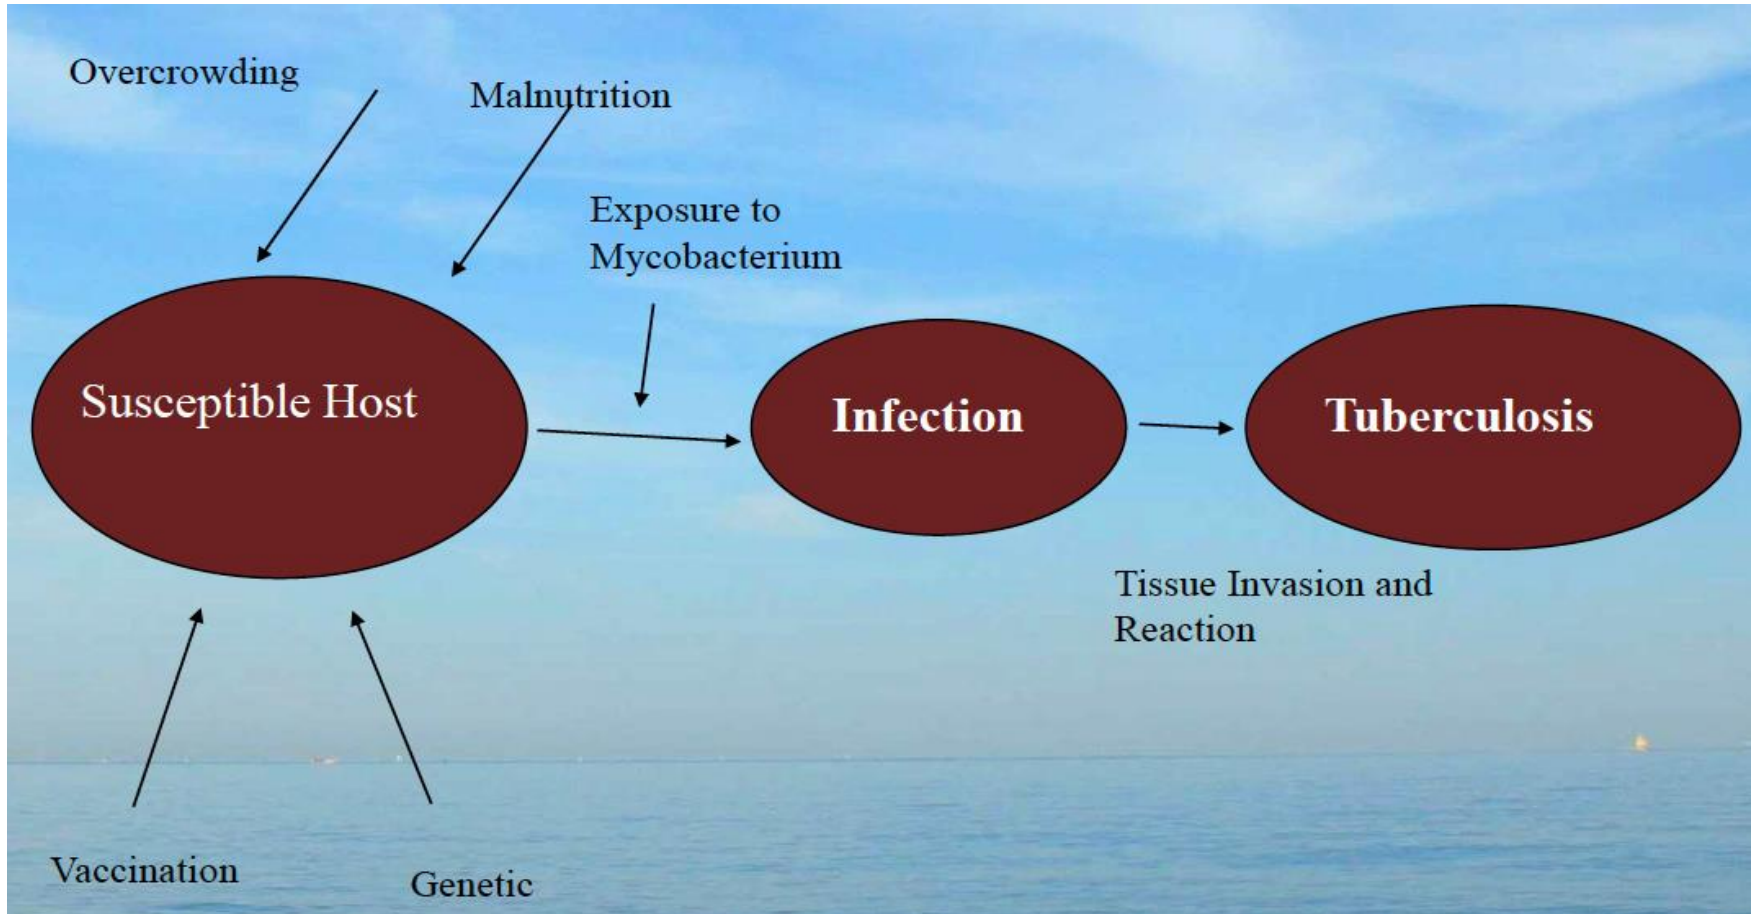 Overcrowding
Malnutrition
Exposure to
Mycobacterium
Susceptible Host
Infection
Tuberculosis
Tissue Invasion and
Reaction
Vaccination
Genetic